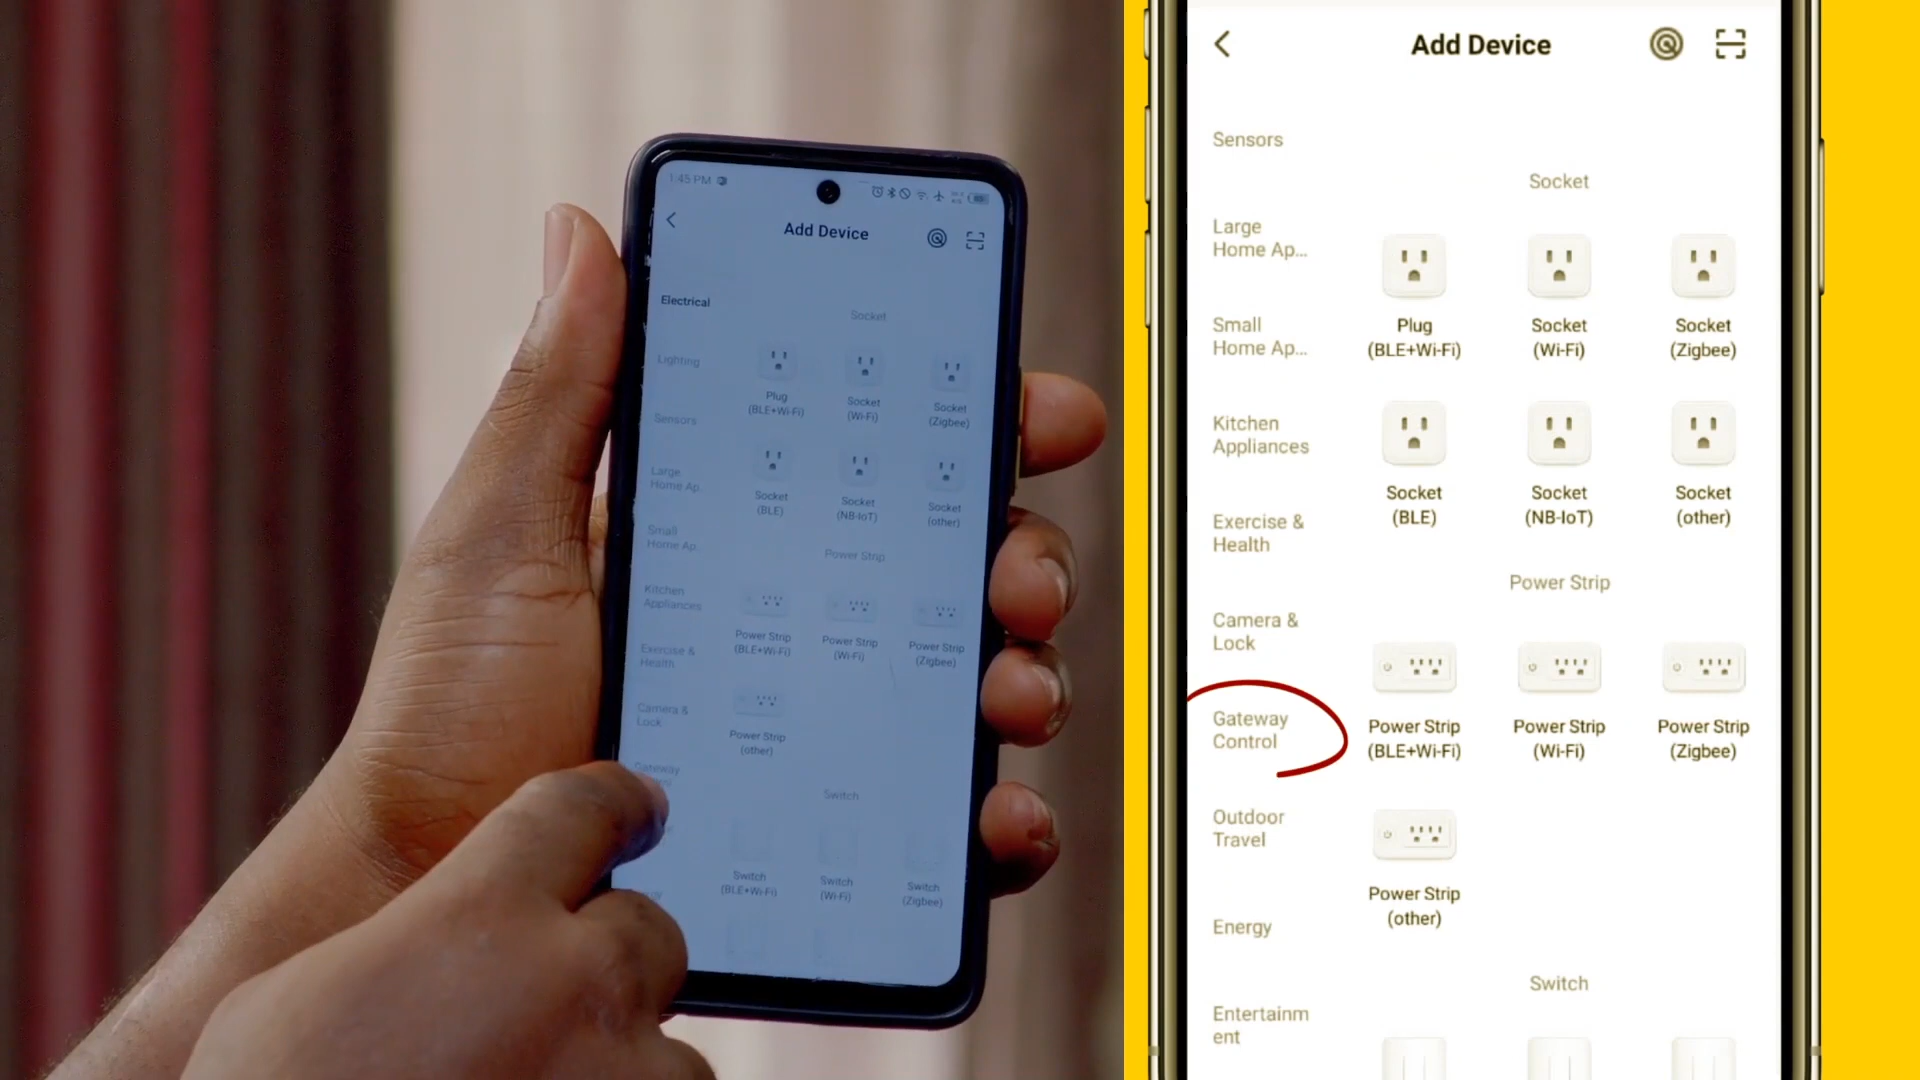 1:45 PM
Add Device
Electrical
Socket
Lighting
Plug
(BLE+Wi-Fi)
Socket
(Wi-Fi)
Socket
(Zigbee)
Sensors
Large
Home Ap...
Socket
(BLE)
Socket
(NB-IoT)
Socket
(other)
Small
Home Ap...
Power Strip
Kitchen
Appliances
Power Strip
(BLE+Wi-Fi)
Power Strip
(Wi-Fi)
Power Strip
(Zigbee)
Exercise &
Health
Camera &
Lock
Power Strip
(other)
Gateway
Switch
Switch
(BLE+Wi-Fi)
Switch
(Wi-Fi)
Switch
(Zigbee)
Add Device
Sensors
Socket
Large
Home Ap...
Plug
(BLE+Wi-Fi)
Socket
(Wi-Fi)
Socket
(Zigbee)
Small
Home Ap...
Kitchen
Appliances
Socket
(BLE)
Socket
(NB-IoT)
Socket
(other)
Exercise &
Health
Power Strip
Camera &
Lock
Power Strip
(BLE+Wi-Fi)
Power Strip
(Wi-Fi)
Power Strip
(Zigbee)
Gateway
Control
Outdoor
Travel
Power Strip
(other)
Energy
Switch
Entertainm
ent